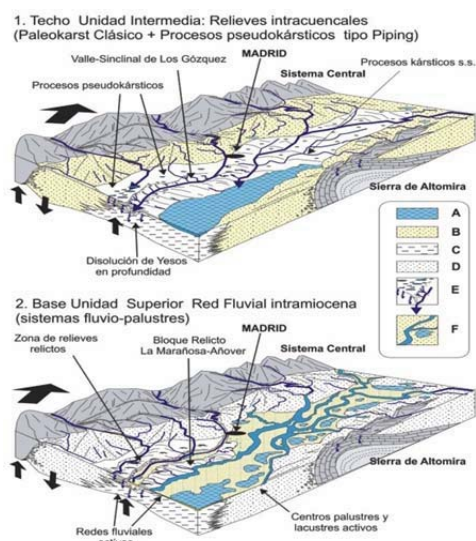 1. Techo Unidad Intermedia: Relieves intracuencales
(Paleokarst Clásico + Procesos pseudokársticos tipo Piping)
Valle-Sinclinal de Los Gózquez
MADRID
Procesos kársticos s.s.
Sistema Central
Procesos
pseudokársticos
Sierra de Altomira
A
B
C
D
E
F
Disolución de Yesos
en profundidad
2. Base Unidad Superior Red Fluvial intramiocena
(sistemas fluvio-palustres)
Zona de relieves
relictos
Bloque Relicto
La Marañosa-Añover
MADRID
Sistema Central
Sierra de Altomira
Redes fluviales
activas
Centros palustres y
lacustres activos